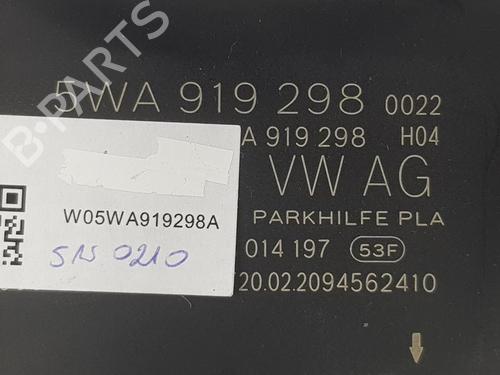 5WA 919 298 0022
A 919 298 H04
VW AG
PARKHILFE PLA
014 197 53F
20.02.2094562410
W05WA919298A
SNS 0210
B-PARTS